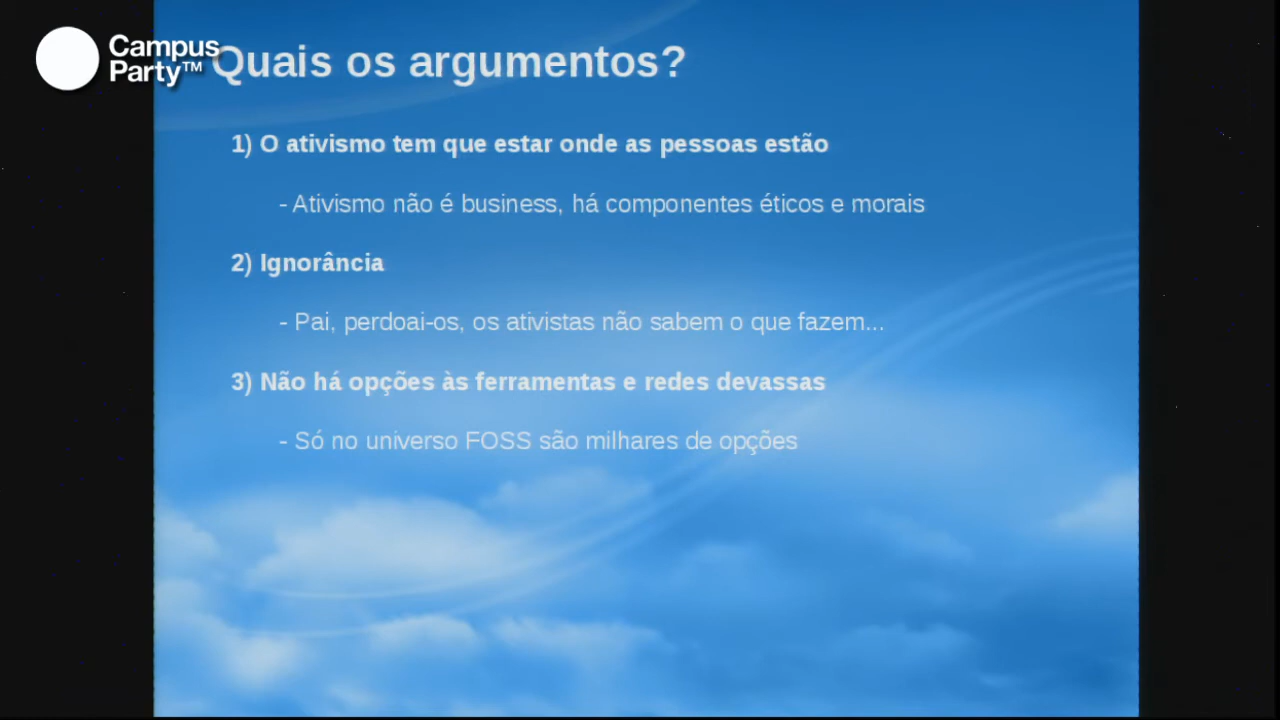 Campus
Party™
Quais os argumentos?
1) O ativismo tem que estar onde as pessoas estão
- Ativismo não é business, há componentes éticos e morais
2) Ignorância
- Pai, perdoai-os, os ativistas não sabem o que fazem...
3) Não há opções às ferramentas e redes devassas
- Só no universo FOSS são milhares de opções